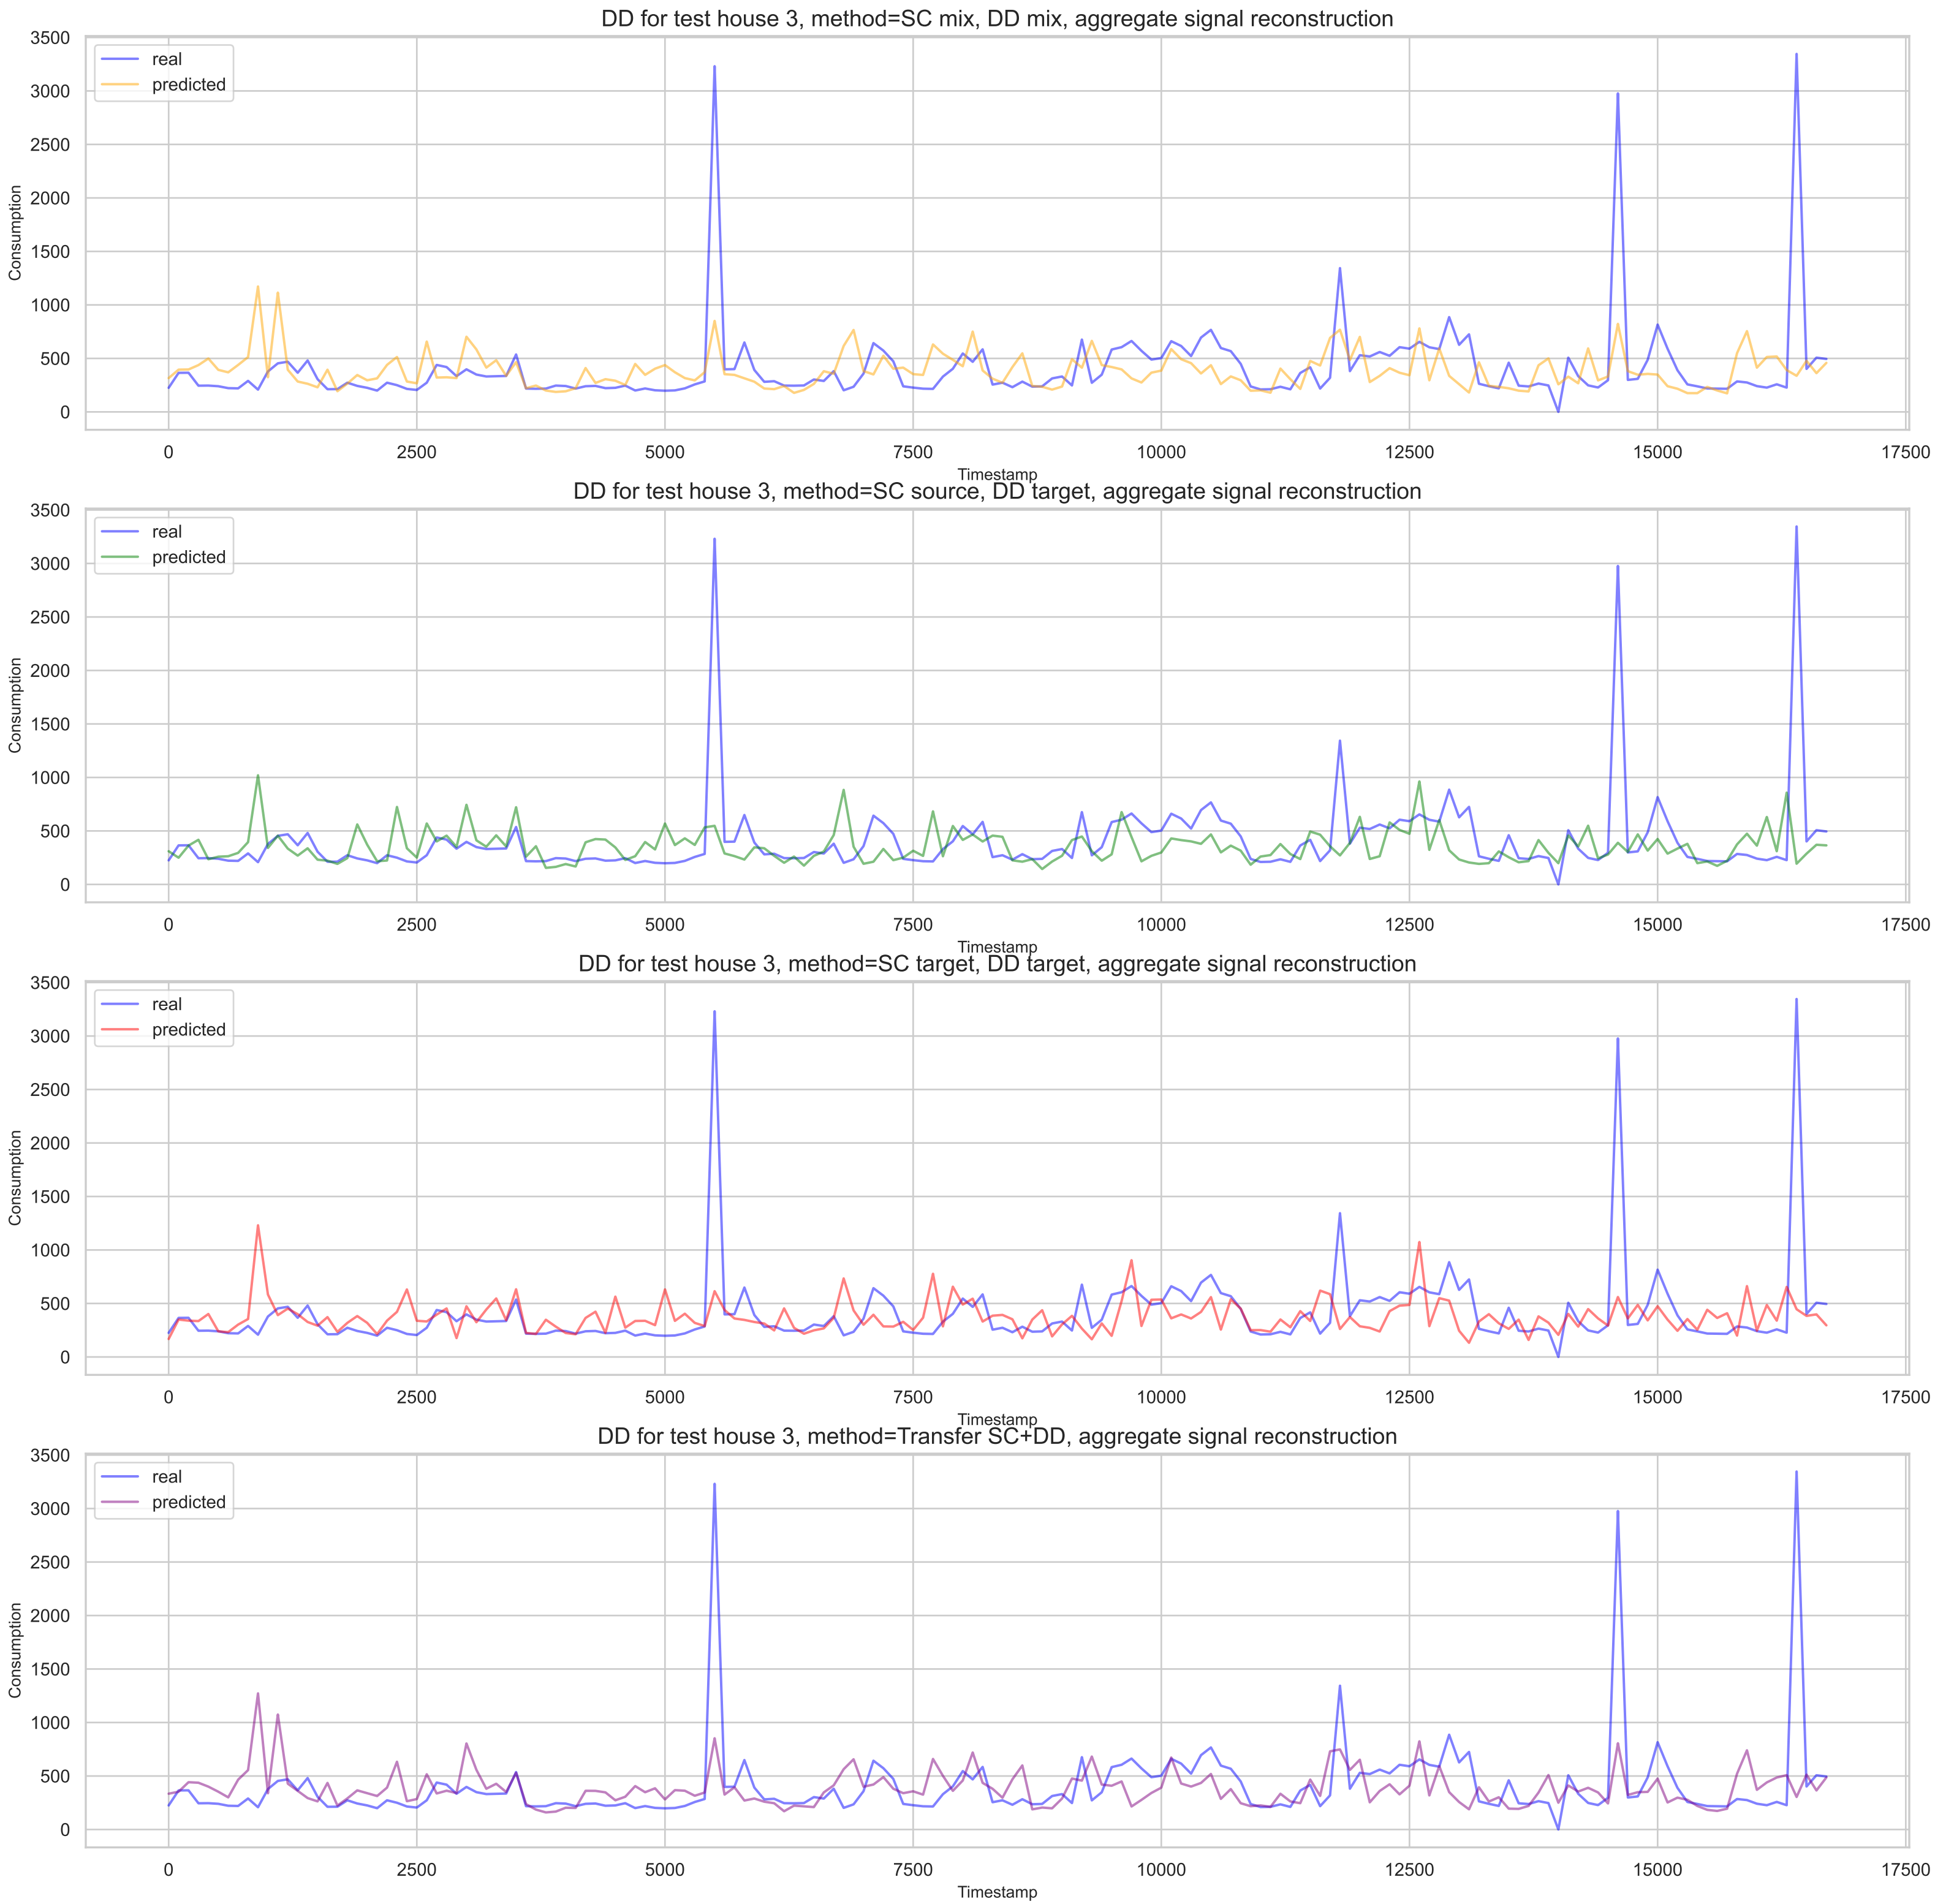 DD for test house 3, method=SC mix, DD mix, aggregate signal reconstruction
3500
3000
2500
2000
1500
1000
500
0
Consumption
real
predicted
0 2500 5000 7500 10000 12500 15000 17500
Timestamp
DD for test house 3, method=SC source, DD target, aggregate signal reconstruction
3500
3000
2500
2000
1500
1000
500
0
Consumption
real
predicted
0 2500 5000 7500 10000 12500 15000 17500
Timestamp
DD for test house 3, method=SC target, DD target, aggregate signal reconstruction
3500
3000
2500
2000
1500
1000
500
0
Consumption
real
predicted
0 2500 5000 7500 10000 12500 15000 17500
Timestamp
DD for test house 3, method=Transfer SC+DD, aggregate signal reconstruction
3500
3000
2500
2000
1500
1000
500
0
Consumption
real
predicted
0 2500 5000 7500 10000 12500 15000 17500
Timestamp